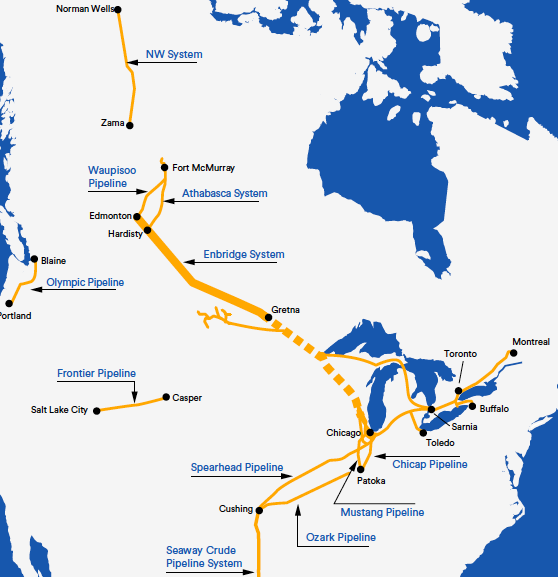 Norman Wells
NW System
Zama
Fort McMurray
Waupisoo
Pipeline
Athabasca System
Edmonton
Hardisty
Enbridge System
Blaine
Olympic Pipeline
Portland
Gretna
Montreal
Toronto
Frontier Pipeline
Casper
Salt Lake City
Buffalo
Sarnia
Chicago
Toledo
Chicap Pipeline
Spearhead Pipeline
Patoka
Cushing
Mustang Pipeline
Ozark Pipeline
Seaway Crude
Pipeline System